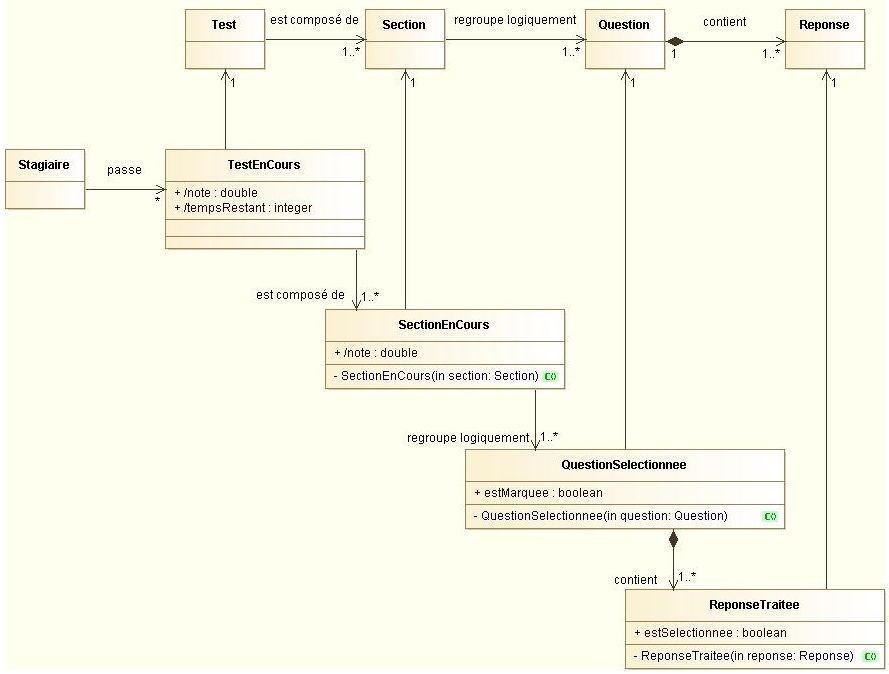 Test
est composé de
1..*
Section
regroupe logiquement
1..*
Question
1
contient
1..*
Reponse
1
1
1
1
Stagiaire
passe
*
TestEnCours
+ /note : double
+ /tempsRestant : integer
est composé de
1..*
SectionEnCours
+ /note : double
- SectionEnCours(in section: Section) C()
regroupe logiquement
1..*
QuestionSelectionnee
+ estMarquee : boolean
- QuestionSelectionnee(in question: Question) C()
contient
1..*
ReponseTraitee
+ estSelectionnee : boolean
- ReponseTraitee(in reponse: Reponse) C()